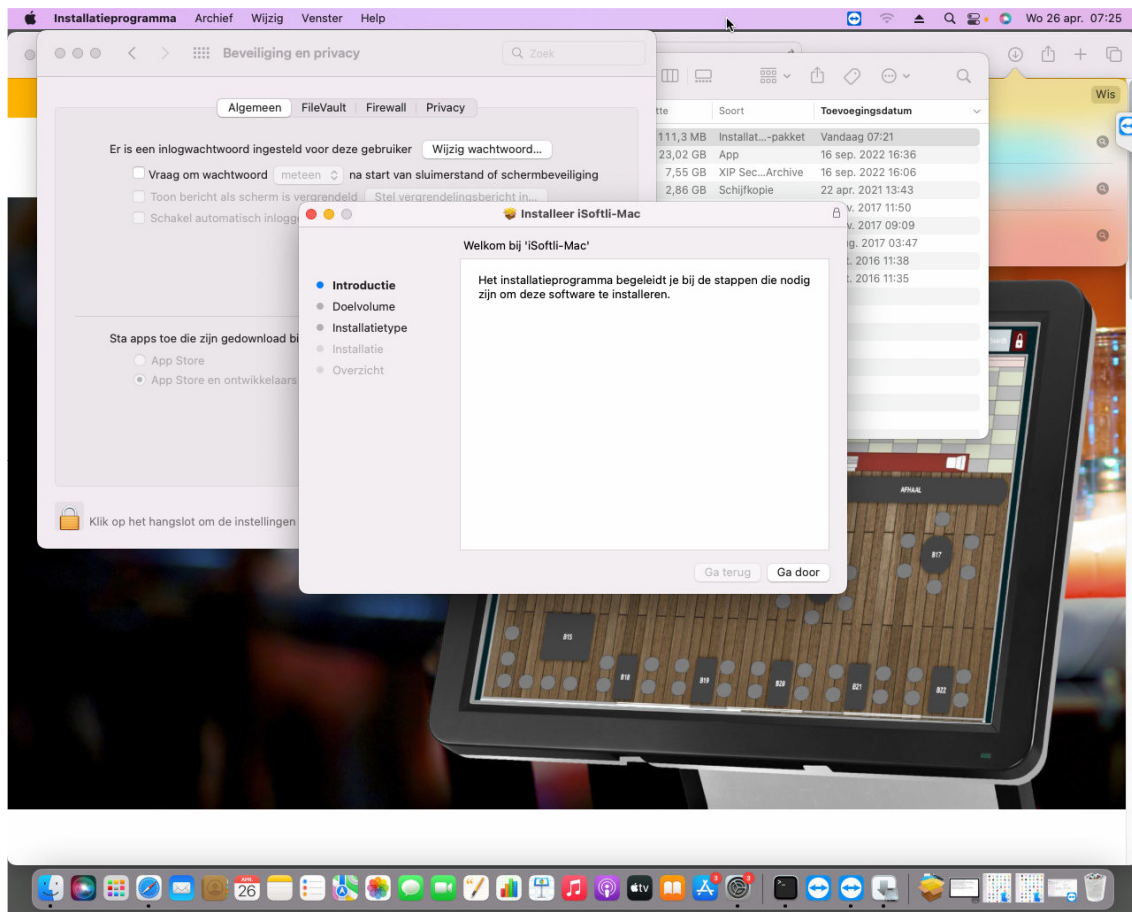 Installatieprogramma Archief Wijzig Venster Help
Wo 26 apr. 07:25
Beveiliging en privacy
Zoek
Algemeen FileVault Firewall Privacy
Er is een inlogwachtwoord ingesteld voor deze gebruiker Wijzig wachtwoord...
Vraag om wachtwoord meteen na start van sluimerstand of schermbeveiliging
Toon bericht als scherm is vergrendeld Stel vergrendelingsbericht in...
Schakel automatisch inlogge
Sta apps toe die zijn gedownload bi
App Store
App Store en ontwikkelaars
Klik op het hangslot om de instellingen
Wis
tte Soort Toevoegingsdatum
111,3 MB Installat...-pakket Vandaag 07:21
23,02 GB App 16 sep. 2022 16:36
7,55 GB XIP Sec...Archive 16 sep. 2022 16:06
2,86 GB Schijfkopie 22 apr. 2021 13:43
v. 2017 11:50
v. 2017 09:09
g. 2017 03:47
t. 2016 11:38
t. 2016 11:35
Installeer iSoftli-Mac
Welkom bij 'iSoftli-Mac'
Introductie
Doelvolume
Installatietype
Installatie
Overzicht
Het installatieprogramma begeleidt je bij de stappen die nodig
zijn om deze software te installeren.
Ga terug Ga door
AFHAAL
B17
B15
B18 B19 B20 B21 B22
APR.
26
tv
3
3